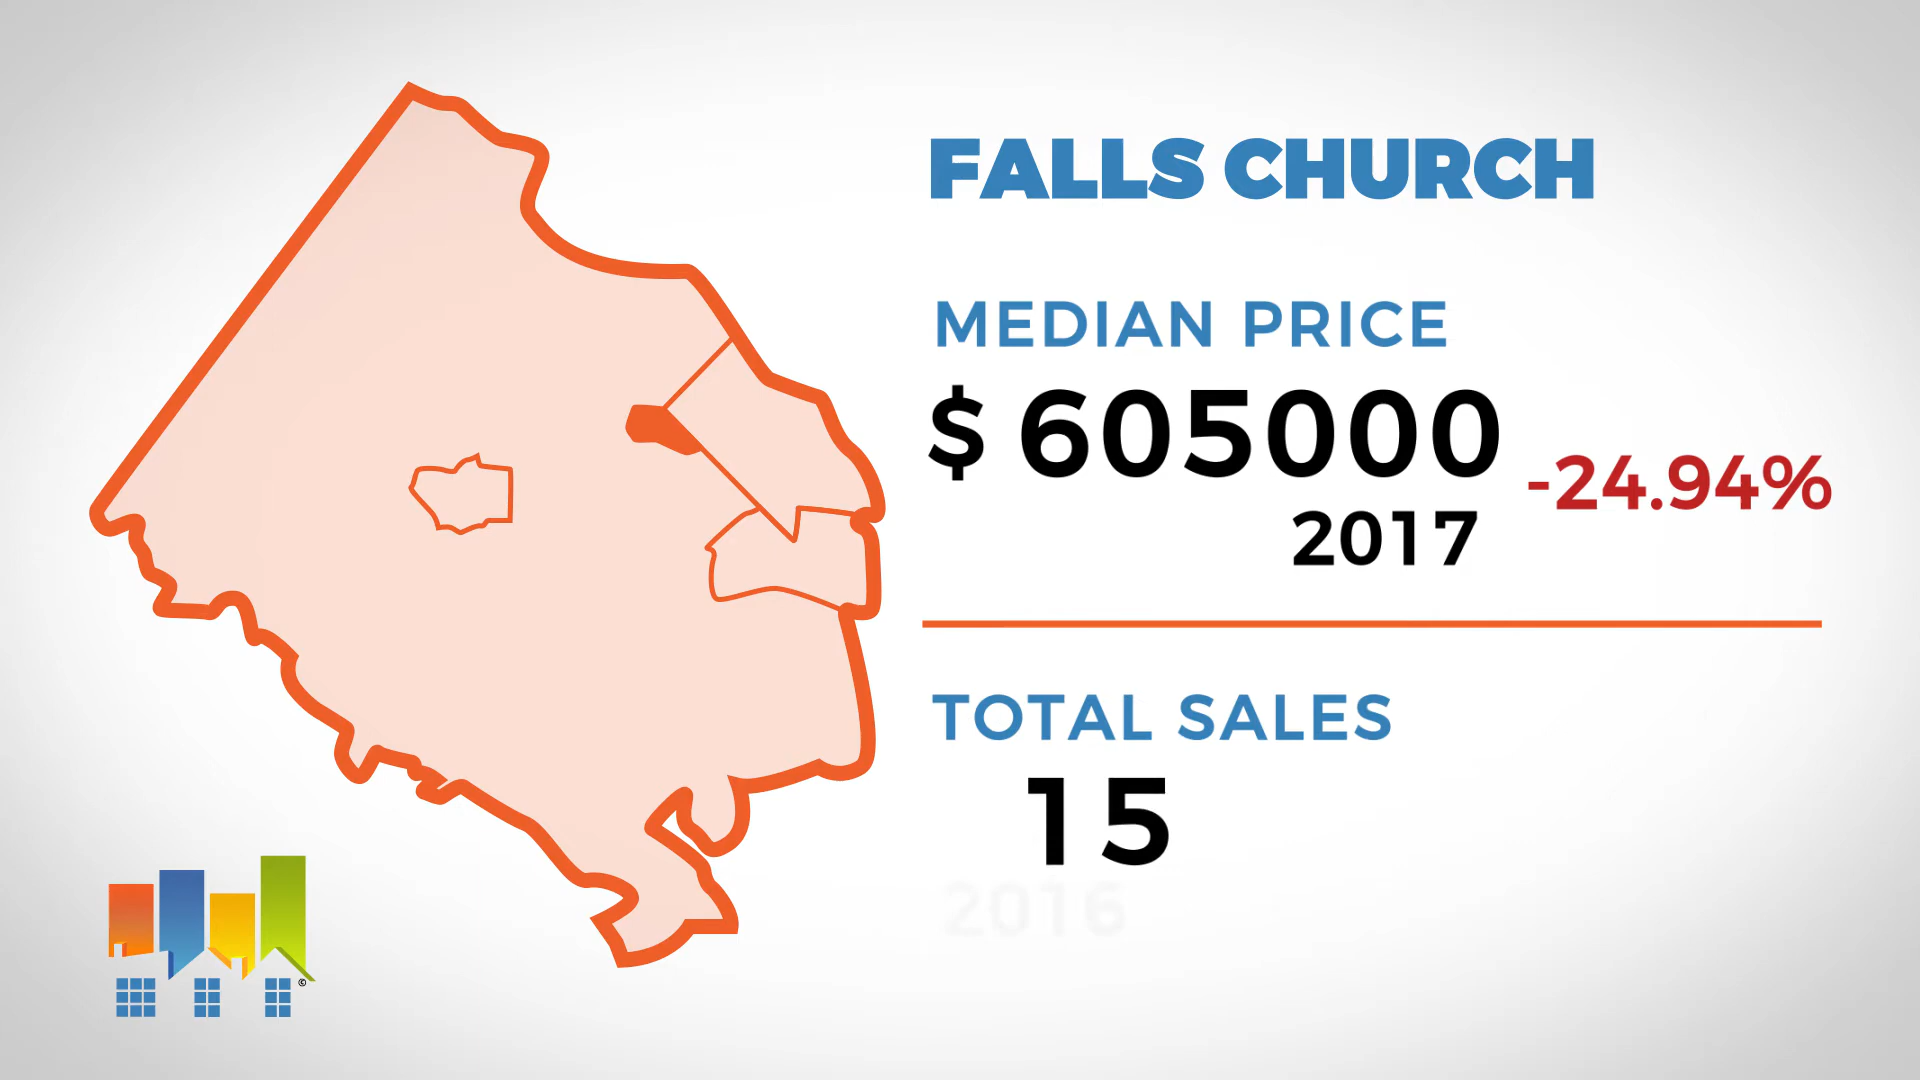 FALLS CHURCH
MEDIAN PRICE
$ 605000
-24.94%
2017
TOTAL SALES
15
2016
©